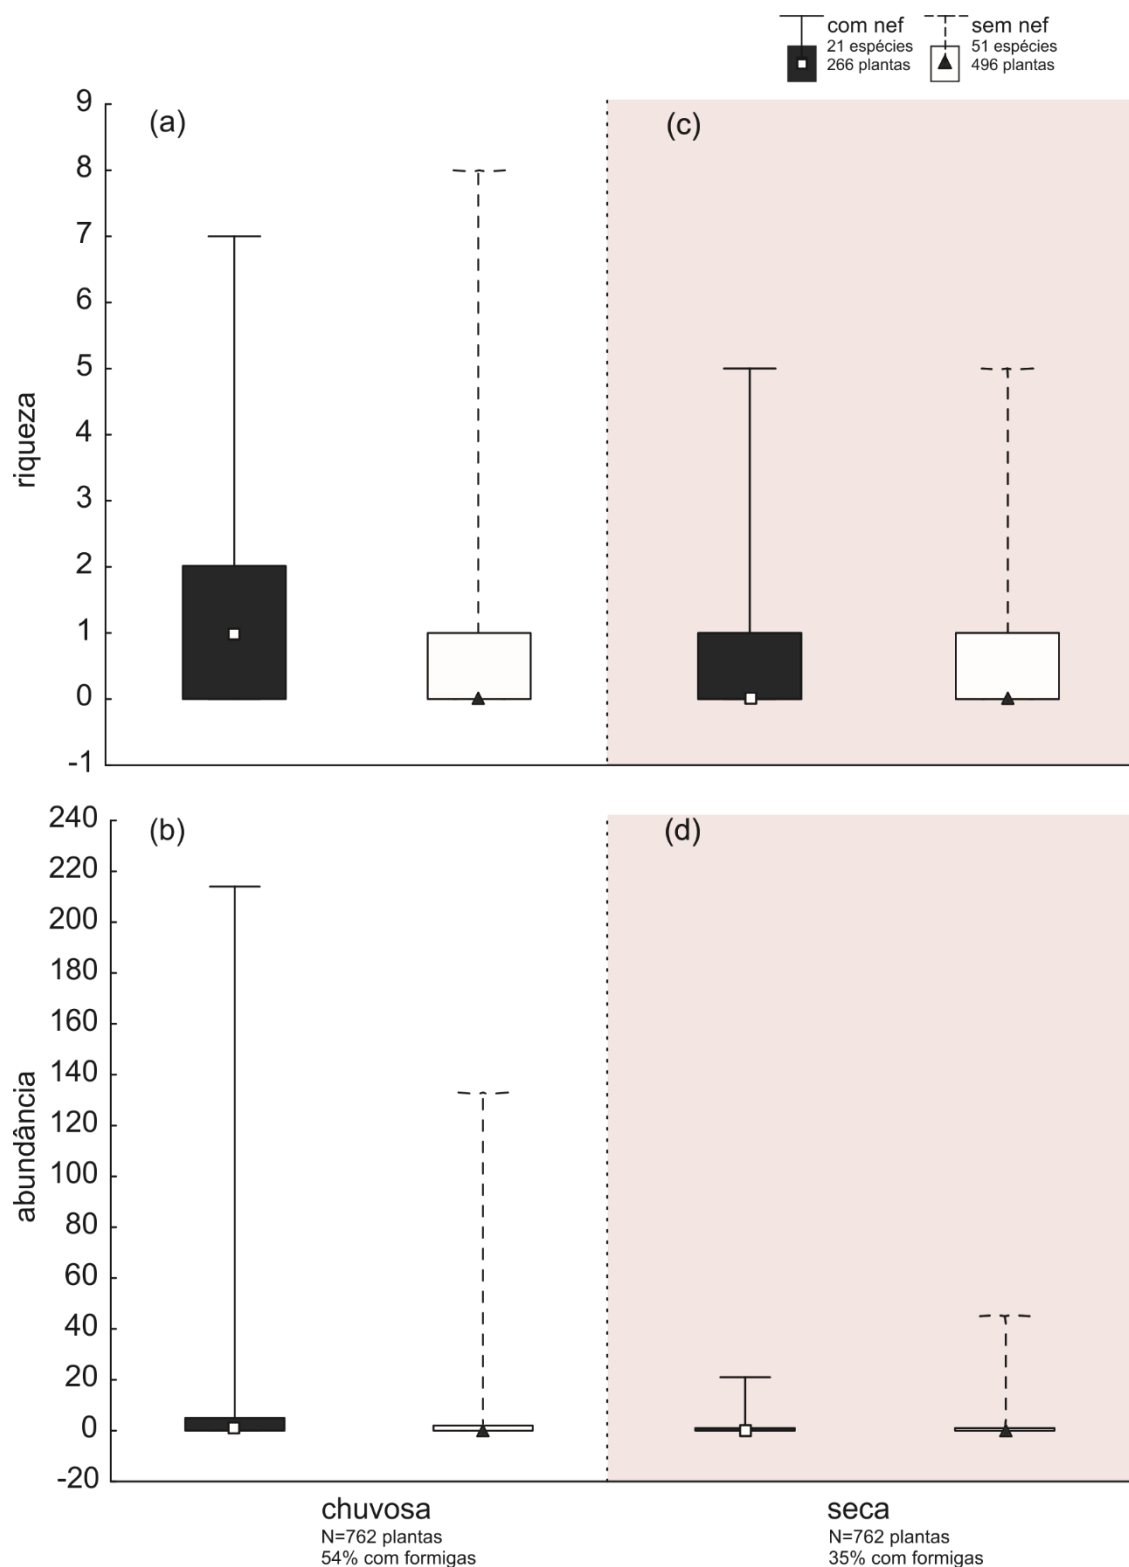 com nef
21 espécies
266 plantas
sem nef
51 espécies
496 plantas
(a)
(c)
riqueza
9
8
7
6
5
4
3
2
1
0
-1
(b)
(d)
abundância
240
220
200
180
160
140
120
100
80
60
40
20
0
-20
chuvosa
N=762 plantas
54% com formigas
seca
N=762 plantas
35% com formigas